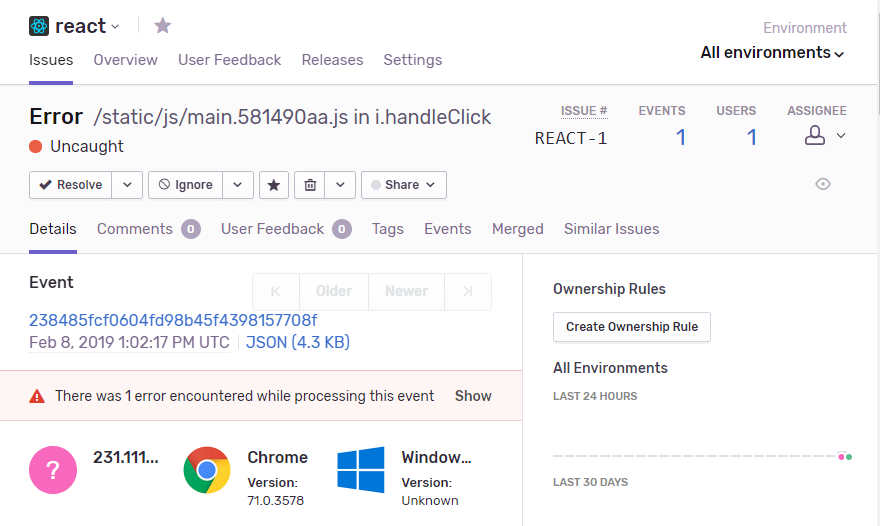 react
Environment
All environments
Issues Overview User Feedback Releases Settings
Error /static/js/main.581490aa.js in i.handleClick
Uncaught
ISSUE # EVENTS USERS ASSIGNEE
REACT-1 1 1
Resolve Ignore Share
Details Comments 0 User Feedback 0 Tags Events Merged Similar Issues
Event
Older Newer
238485fcf0604fd98b45f4398157708f
Feb 8, 2019 1:02:17 PM UTC JSON (4.3 KB)
There was 1 error encountered while processing this event Show
?
231.111...
Chrome
Version:
71.0.3578
Window...
Version:
Unknown
Ownership Rules
Create Ownership Rule
All Environments
LAST 24 HOURS
LAST 30 DAYS